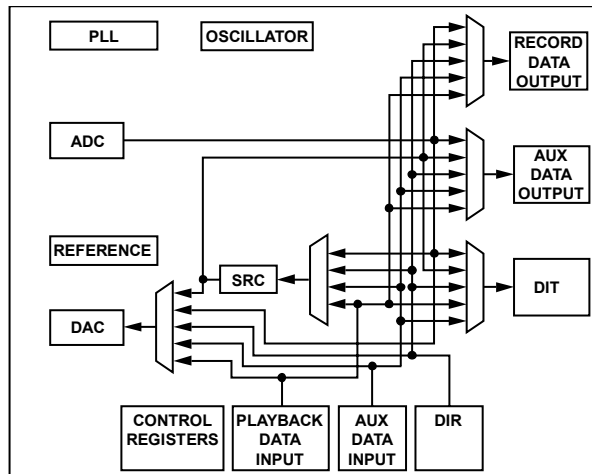 PLL
OSCILLATOR
RECORD
DATA
OUTPUT
ADC
AUX
DATA
OUTPUT
REFERENCE
SRC
DIT
DAC
CONTROL
REGISTERS
PLAYBACK
DATA
INPUT
AUX
DATA
INPUT
DIR